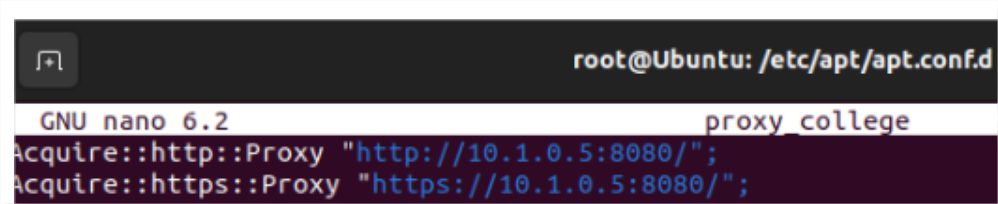 root@Ubuntu: /etc/apt/apt.conf.d
GNU nano 6.2 proxy_college
Acquire::http::Proxy "http://10.1.0.5:8080/";
Acquire::https::Proxy "https://10.1.0.5:8080/";